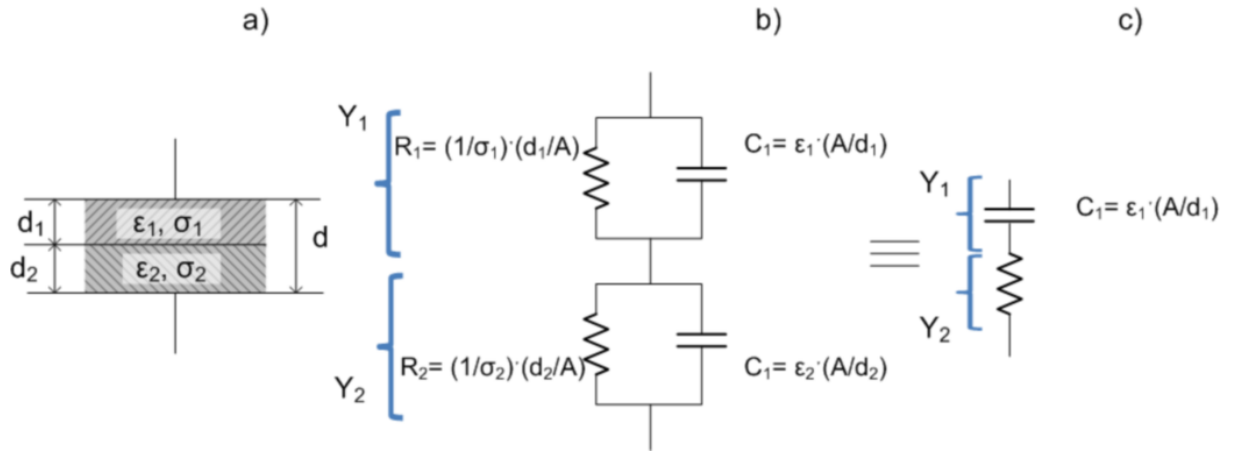 a)
b)
c)
Y₁
R₁= (1/σ₁)·(d₁/A)
C₁= ε₁·(A/d₁)
Y₁
C₁= ε₁·(A/d₁)
d₁
ε₁, σ₁
d
d₂
ε₂, σ₂
Y₂
Y₂
R₂= (1/σ₂)·(d₂/A)
C₁= ε₂·(A/d₂)